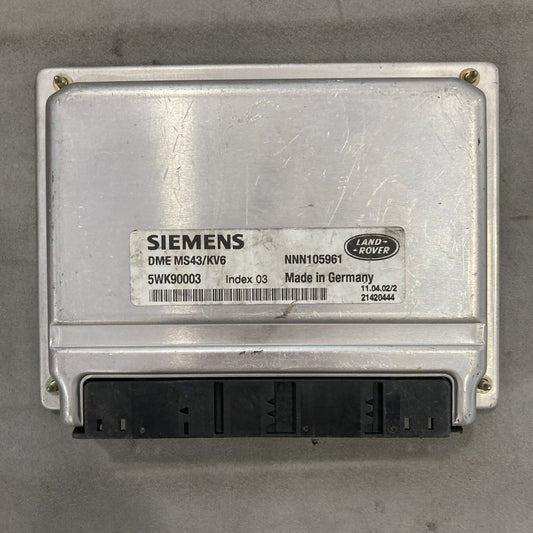 SIEMENS
DME MS43/KV6 NNN105961
LAND-ROVER
5WK90003 Index 03 Made in Germany
11.04.02/2
21420444